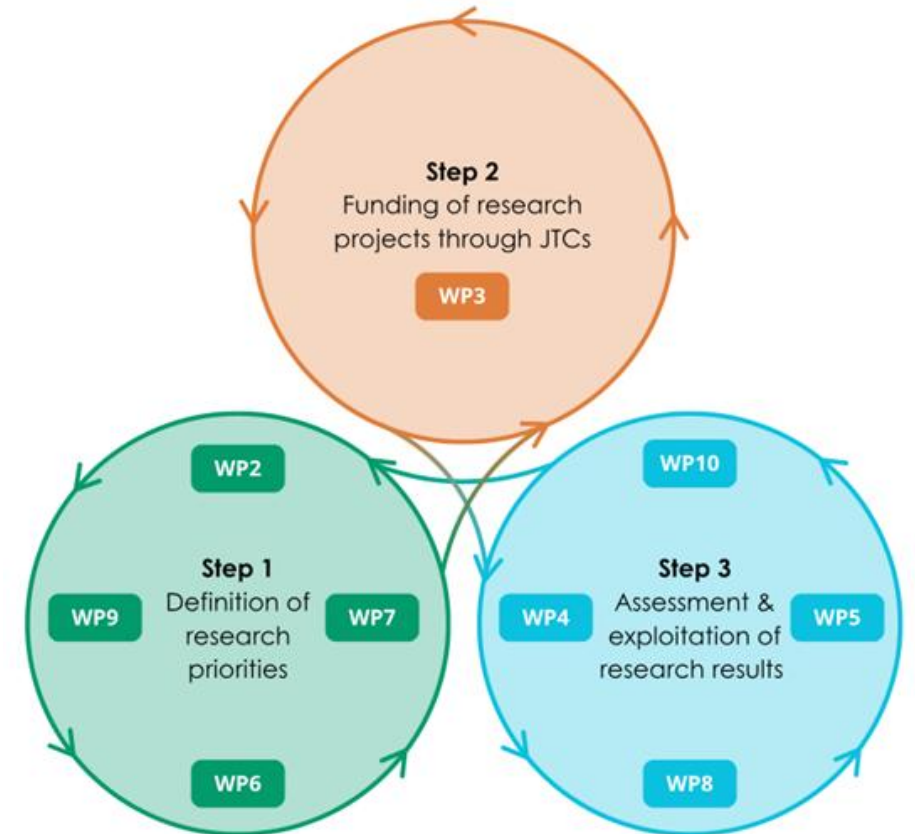 Step 2
Funding of research
projects through JTCs
WP3
WP2
Step 1
Definition of
research
priorities
WP9
WP7
WP6
WP10
Step 3
Assessment &
exploitation of
research results
WP4
WP5
WP8